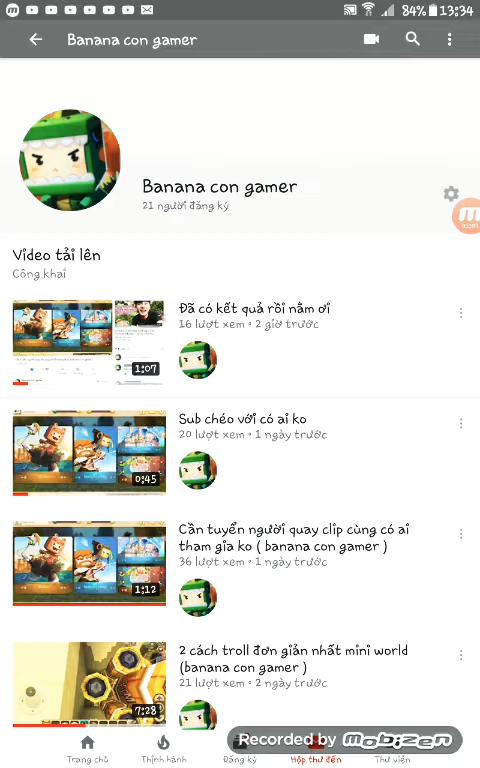 84% 13:34
Banana con gamer
Banana con gamer
21 người đăng ký
Video tải lên
Công khai
Đã có kết quả rồi nằm ơi
16 lượt xem • 2 giờ trước
1:07
Sub chéo với có ai ko
20 lượt xem • 1 ngày trước
0:45
Cần tuyển người quay clip cùng có ai
tham gia ko ( banana con gamer )
36 lượt xem • 1 ngày trước
1:12
2 cách troll đơn giản nhất mini world
(banana con gamer )
21 lượt xem • 2 ngày trước
7:28
Recorded by mobizen
Trang chủ
Thịnh hành
Đăng ký
Hộp thư đến
Thư viện